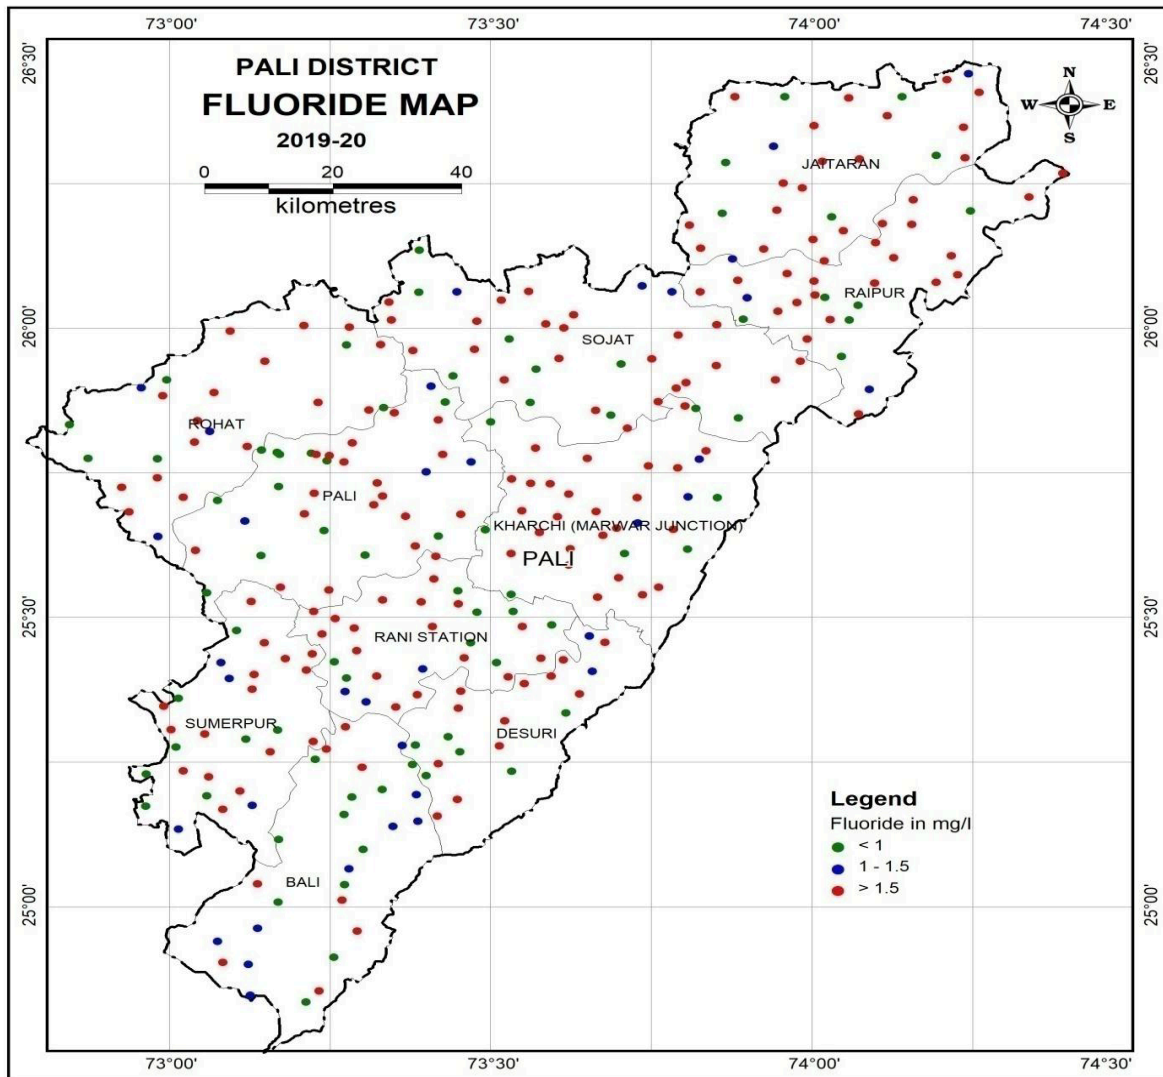 73°00'
73°30'
74°00'
74°30'
26°30'
26°30'
PALI DISTRICT
FLUORIDE MAP
2019-20
0 20 40
kilometres
N
W E
S
JAITARAN
RAIPUR
26°00'
26°00'
SOJAT
ROHAT
PALI
KHARCHI (MARWAR JUNCTION)
PALI
25°30'
25°30'
RANI STATION
SUMERPUR
DESURI
Legend
Fluoride in mg/l
< 1
1 - 1.5
> 1.5
BALI
25°00'
25°00'
73°00'
73°30'
74°00'
74°30'